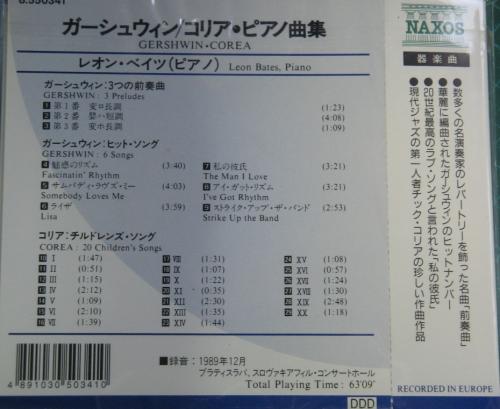 8.550341
ガーシュウィン/コリア・ピアノ曲集
GERSHWIN・COREA
レオン・ベイツ(ピアノ) Leon Bates, Piano
ガーシュウィン:3つの前奏曲
GERSHWIN: 3 Preludes
1 第1番 変ロ長調 (1:23)
2 第2番 嬰ハ短調 (4:08)
3 第3番 変ホ長調 (1:09)
ガーシュウィン:ヒット・ソング
GERSHWIN: 6 Songs
4 魅惑のリズム (3:40)
Fascinatin' Rhythm
5 サムバディ・ラヴズ・ミー (4:03)
Somebody Loves Me
6 ライザ (3:59)
Lisa
7 私の彼氏 (3:21)
The Man I Love
8 アイ・ガット・リズム (3:21)
I've Got Rhythm
9 ストライク・アップ・ザ・バンド (2:53)
Strike Up the Band
コリア:チルドレンズ・ソング
COREA: 20 Children's Songs
10 I (1:47)
11 II (0:51)
12 III (1:15)
13 IV (2:12)
14 V (1:09)
15 VI (2:10)
16 VII (1:39)
17 VIII (1:31)
18 IX (1:07)
19 X (1:22)
20 XI (0:35)
21 XII (2:30)
22 XIII (2:35)
23 XIV (1:44)
24 XV (1:08)
25 XVI (0:57)
26 XVII (1:24)
27 XVIII (1:30)
28 XIX (2:48)
29 XX (1:18)
■録音:1989年12月
ブラティスラバ、スロヴァキアフィル・コンサートホール
Total Playing Time: 63'09"
4 891030 503410
DDD
NAXOS
器楽曲
●数多くの名演奏家のレパートリーを飾った名曲「前奏曲」
●華麗に編曲されたガーシュウィンのヒットナンバー
●20世紀最高のラブ・ソングと言われた「私の彼氏」
●現代ジャズの第一人者チック・コリアの珍しい作曲作品
RECORDED IN EUROPE